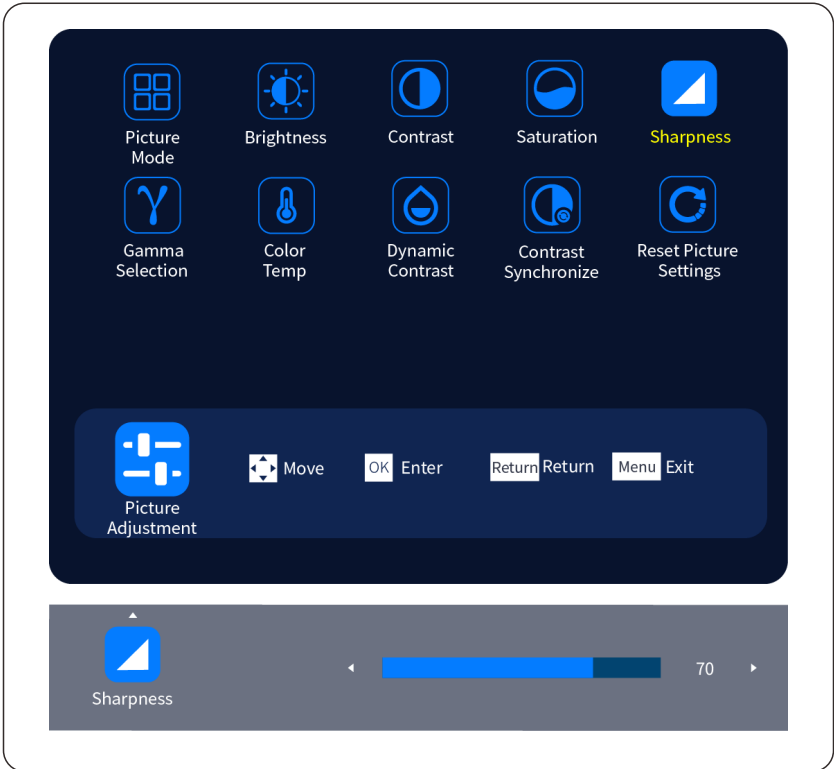 Picture
Mode
Brightness
Contrast
Saturation
Sharpness
Gamma
Selection
Color
Temp
Dynamic
Contrast
Contrast
Synchronize
Reset Picture
Settings
Picture
Adjustment
Move
OK Enter
Return Return
Menu Exit
Sharpness
70